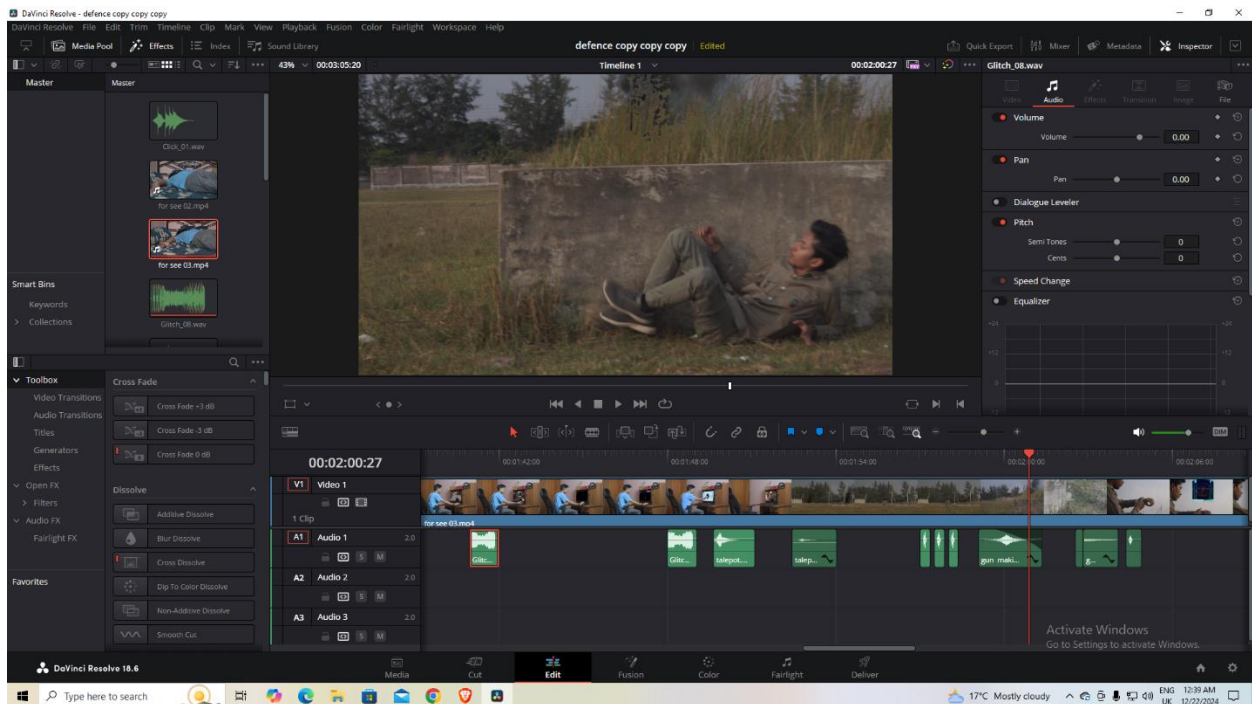 DaVinci Resolve - defence copy copy copy
DaVinci Resolve File Edit Trim Timeline Clip Mark View Playback Fusion Color Fairlight Workspace Help
Media Pool Effects Index Sound Library defence copy copy copy Edited Quick Export Mixer Metadata Inspector
43% 00:03:05:20 Timeline 1 00:02:00:27 Glitch_08.wav
Master Master
Click_01.wav
for see 02.mp4
for see 03.mp4
Glitch_08.wav
Smart Bins
Keywords
Collections
Video Audio Effects Transition Image File
Volume
Volume 0.00
Pan
Pan 0.00
Dialogue Leveler
Pitch
Semi Tones 0
Cents 0
Speed Change
Equalizer
+24 +24
+12 +12
0 0
-12 -12
Toolbox
Video Transitions
Audio Transitions
Titles
Generators
Effects
Open FX
Filters
Audio FX
Fairlight FX
Favorites
Cross Fade
Cross Fade +3 dB
Cross Fade -3 dB
Cross Fade 0 dB
Dissolve
Additive Dissolve
Blur Dissolve
Cross Dissolve
Dip To Color Dissolve
Non-Additive Dissolve
Smooth Cut
DIM
00:02:00:27 00:01:42:00 00:01:48:00 00:01:54:00 00:02:06:00
V1 Video 1
1 Clip
for see 03.mp4
A1 Audio 1 2.0
S M
Glitc... Glitc... talepot... talep... gun maki... g...
A2 Audio 2 2.0
S M
A3 Audio 3 2.0
S M
Activate Windows
Go to Settings to activate Windows.
DaVinci Resolve 18.6
Media Cut Edit Fusion Color Fairlight Deliver
Type here to search
17°C Mostly cloudy ENG 12:39 AM
UK 12/22/2024